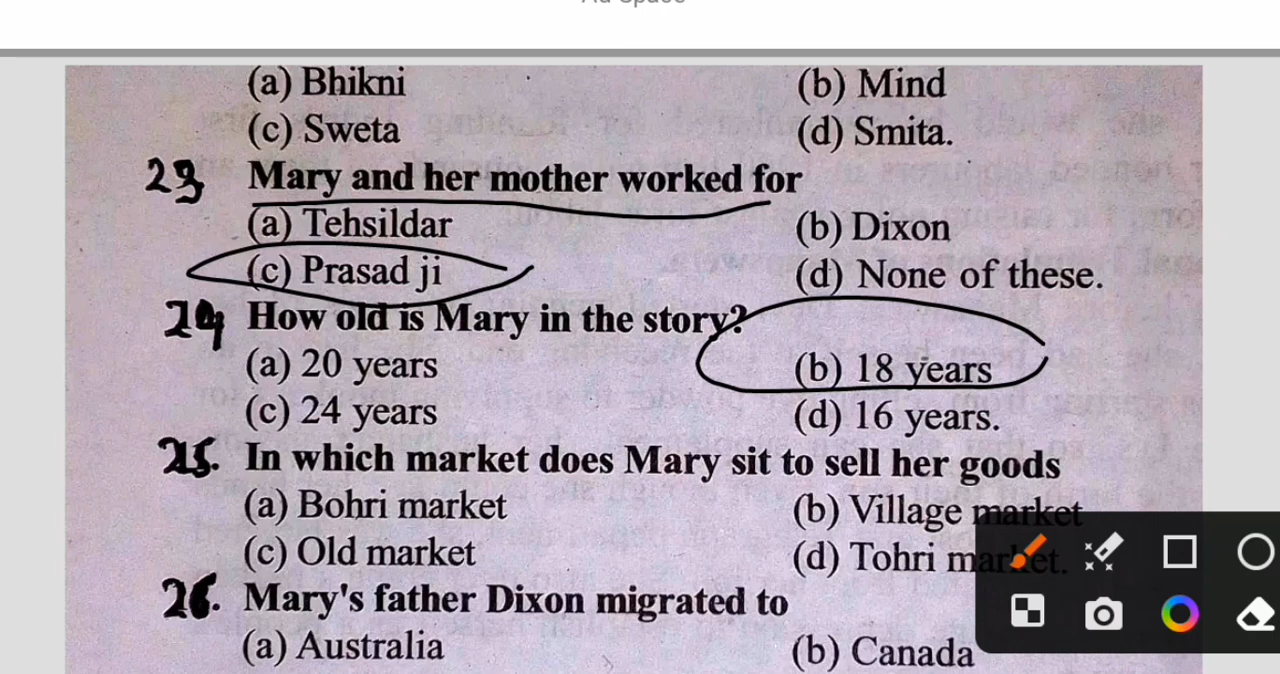 (a) Bhikni (b) Mind
(c) Sweta (d) Smita.
23 Mary and her mother worked for
(a) Tehsildar (b) Dixon
(c) Prasad ji (d) None of these.
24 How old is Mary in the story?
(a) 20 years (b) 18 years
(c) 24 years (d) 16 years.
25. In which market does Mary sit to sell her goods
(a) Bohri market (b) Village market
(c) Old market (d) Tohri market.
26. Mary's father Dixon migrated to
(a) Australia (b) Canada